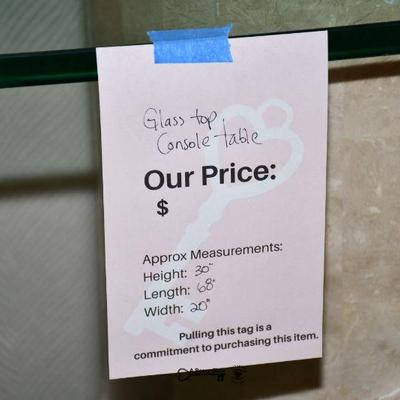 Glass top
Console table
Our Price:
$
Approx Measurements:
Height: 30"
Length: 68"
Width: 20"
Pulling this tag is a
commitment to purchasing this item.